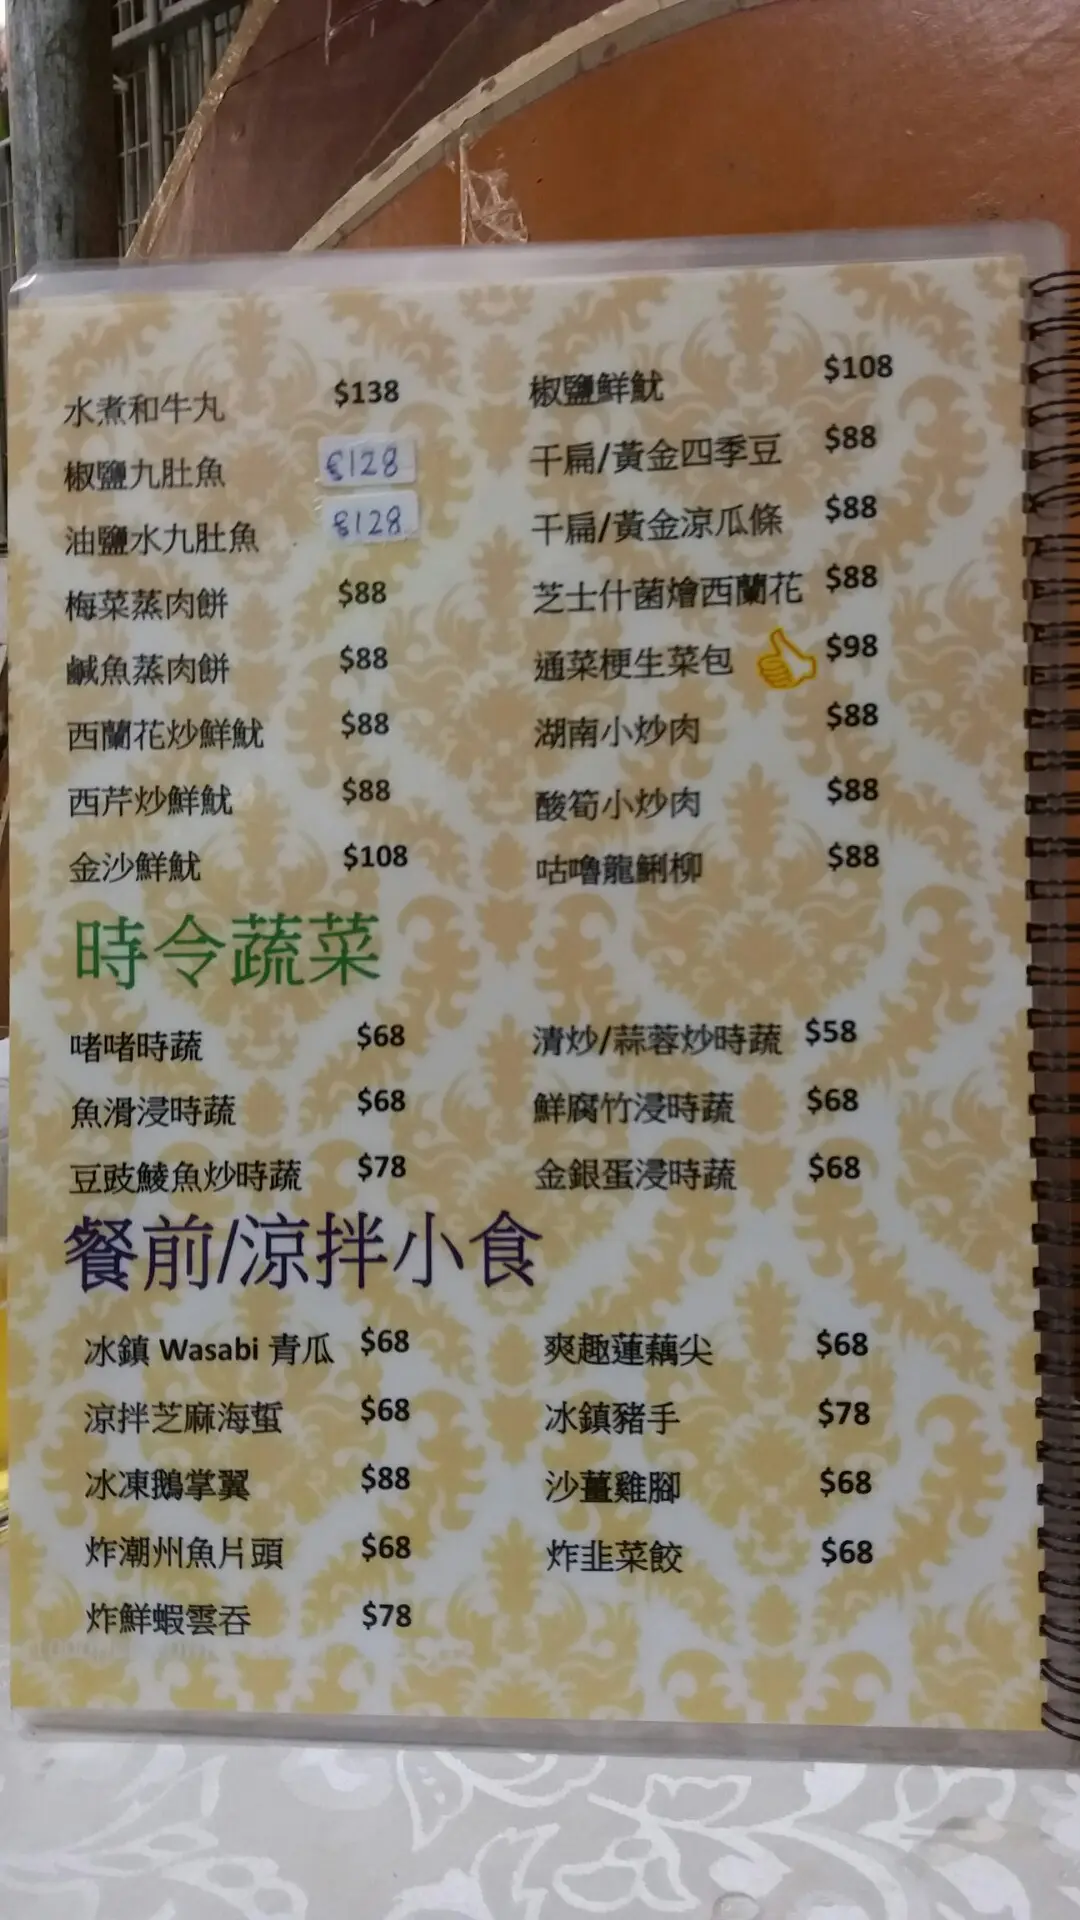 水煮和牛丸 $138
椒鹽九肚魚 $128
油鹽水九肚魚 $128
梅菜蒸肉餅 $88
鹹魚蒸肉餅 $88
西蘭花炒鮮魷 $88
西芹炒鮮魷 $88
金沙鮮魷 $108
椒鹽鮮魷 $108
干扁/黃金四季豆 $88
干扁/黃金涼瓜條 $88
芝士什菌燴西蘭花 $88
通菜梗生菜包 $98
湖南小炒肉 $88
酸筍小炒肉 $88
咕嚕龍脷柳 $88
時令蔬菜
啫啫時蔬 $68
魚滑浸時蔬 $68
豆豉鯪魚炒時蔬 $78
清炒/蒜蓉炒時蔬 $58
鮮腐竹浸時蔬 $68
金銀蛋浸時蔬 $68
餐前/涼拌小食
冰鎮 Wasabi 青瓜 $68
涼拌芝麻海蜇 $68
冰凍鵝掌翼 $88
炸潮州魚片頭 $68
炸鮮蝦雲吞 $78
爽趣蓮藕尖 $68
冰鎮豬手 $78
沙薑雞腳 $68
炸韭菜餃 $68